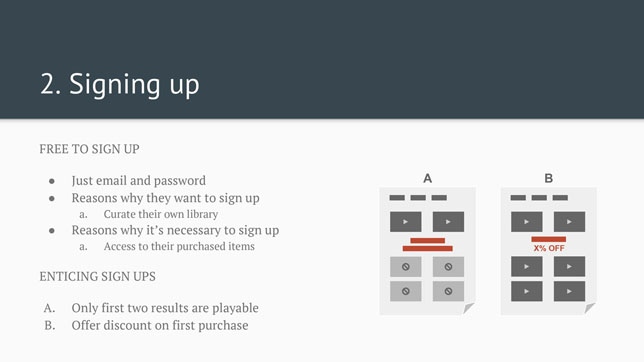 2. Signing up
FREE TO SIGN UP
● Just email and password
● Reasons why they want to sign up
a. Curate their own library
● Reasons why it's necessary to sign up
a. Access to their purchased items
ENTICING SIGN UPS
A. Only first two results are playable
B. Offer discount on first purchase
A
B
X% OFF